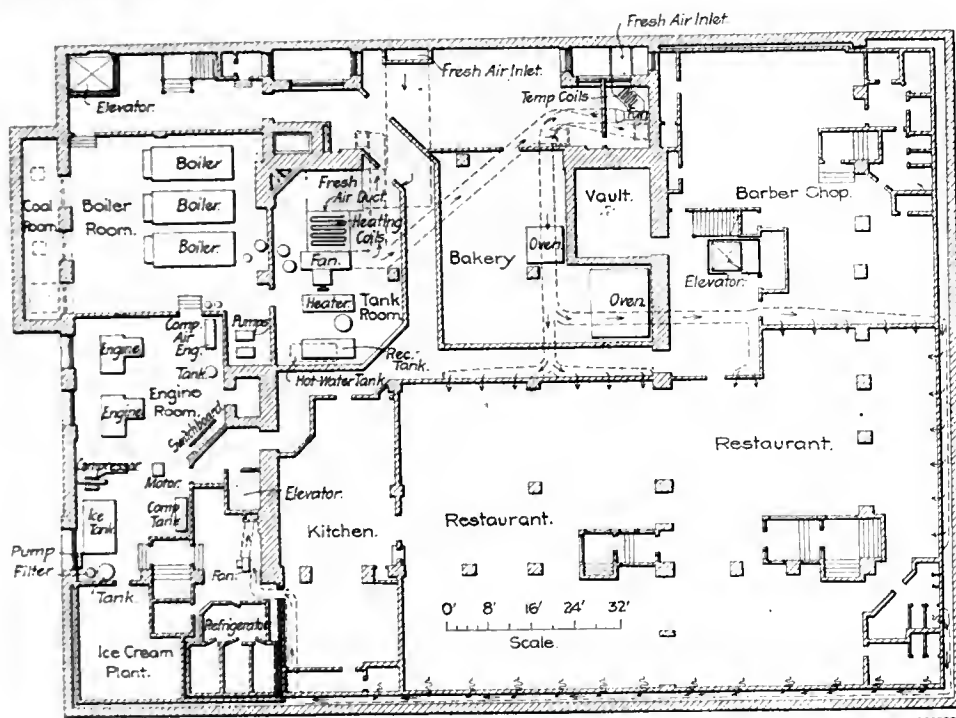 Fresh Air Inlet.
Fresh Air Inlet.
Elevator.
Temp Coils
Fan.
Boiler
Coal
Room.
Boiler
Room.
Boiler.
Boiler.
Fresh
Air Duct.
Heating
Coils.
Fan.
Vault.
Barber Shop.
Bakery
Oven.
Oven.
Elevator.
Heater.
Tank
Room.
Comp.
Air
Eng.
Pumps.
Rec.
Tank.
Hot Water Tank
Engine
Tank.
Engine
Room.
Engine
Switchboard
Restaurant.
Compressor
Motor.
Comp
Tank
Elevator.
Ice
Tank
Kitchen.
Restaurant.
Pump
Filter
Fan.
Tank.
0' 8' 16' 24' 32'
Scale.
Refrigerator
Ice Cream
Plant.